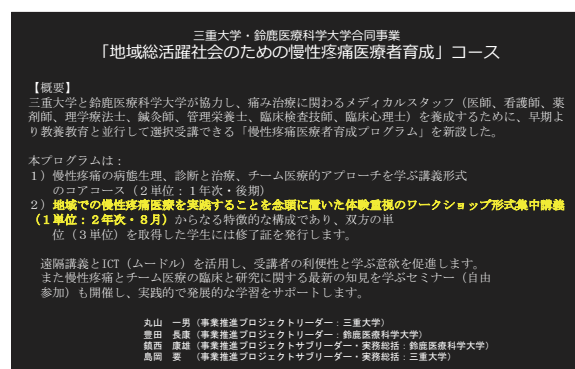 三重大学・鈴鹿医療科学大学合同事業
「地域総活躍社会のための慢性疼痛医療者育成」コース
【概要】
三重大学と鈴鹿医療科学大学が協力し、痛み治療に関わるメディカルスタッフ（医師、看護師、薬
剤師、理学療法士、鍼灸師、管理栄養士、臨床検査技師、臨床心理士）を養成するために、早期よ
り教養教育と並行して選択受講できる「慢性疼痛医療者育成プログラム」を新設した。
本プログラムは：
１）慢性疼痛の病態生理、診断と治療、チーム医療的アプローチを学ぶ講義形式
のコアコース（２単位：１年次・後期）
２）地域での慢性疼痛医療を実践することを念頭に置いた体験重視のワークショップ形式集中講義
（１単位：２年次・８月）からなる特徴的な構成であり、双方の単
位（３単位）を取得した学生には修了証を発行します。
遠隔講義とICT（ムードル）を活用し、受講者の利便性と学ぶ意欲を促進します。
また慢性疼痛とチーム医療の臨床と研究に関する最新の知見を学ぶセミナー（自由
参加）も開催し、実践的で発展的な学習をサポートします。
丸山　一男（事業推進プロジェクトリーダー：三重大学）
豊田　長康（事業推進プロジェクトリーダー：鈴鹿医療科学大学）
鎮西　康雄（事業推進プロジェクトサブリーダー・実務総括：鈴鹿医療科学大学）
島岡　要　（事業推進プロジェクトサブリーダー・実務総括：三重大学）